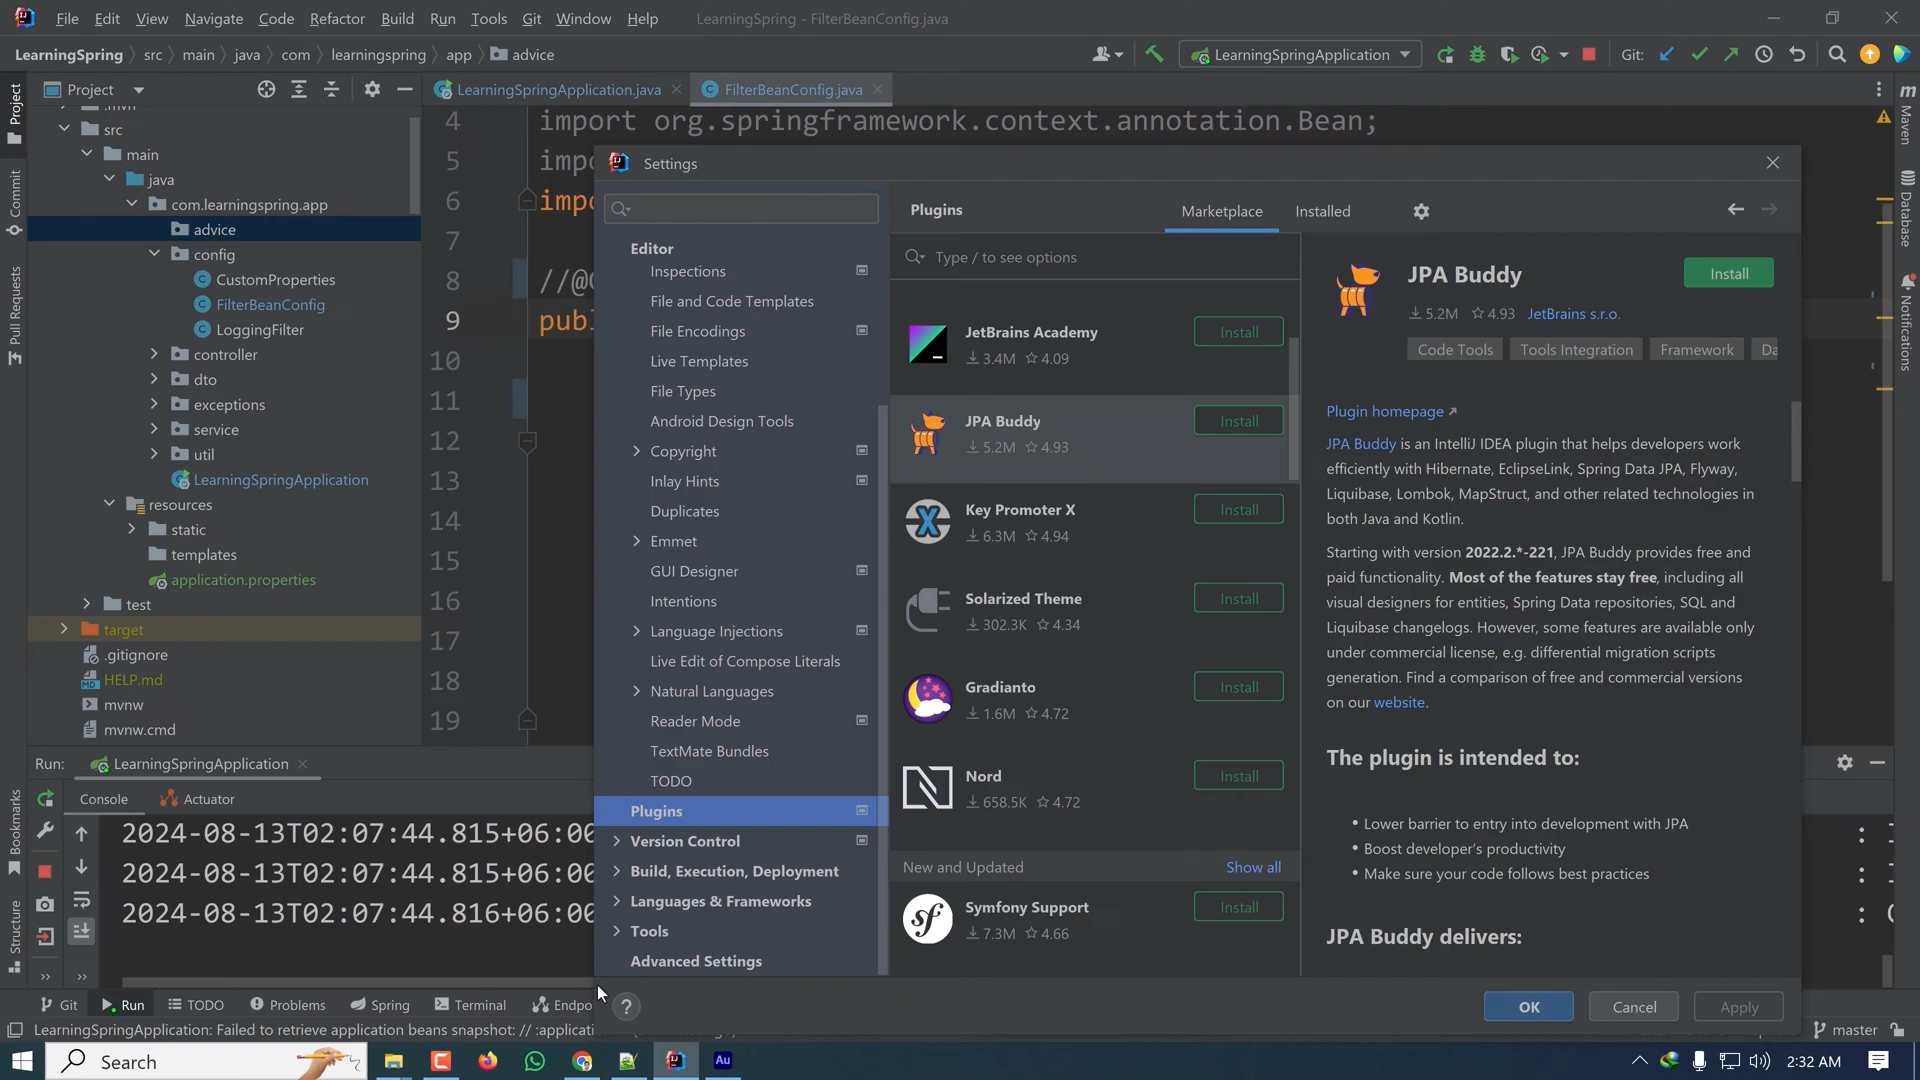 File Edit View Navigate Code Refactor Build Run Tools Git Window Help LearningSpring - FilterBeanConfig.java
LearningSpring src main java com learningspring app advice LearningSpringApplication Git:
Project
LearningSpringApplication.java FilterBeanConfig.java
src
main
java
com.learningspring.app
advice
config
CustomProperties
FilterBeanConfig
LoggingFilter
controller
dto
exceptions
service
util
LearningSpringApplication
resources
static
templates
application.properties
test
target
.gitignore
HELP.md
mvnw
mvnw.cmd
Project
Commit
Pull Requests
Bookmarks
Structure
4 import org.springframework.context.annotation.Bean;
5
6
7
8
9
10
11
12
13
14
15
16
17
18
19
Settings
Editor
Inspections
File and Code Templates
File Encodings
Live Templates
File Types
Android Design Tools
Copyright
Inlay Hints
Duplicates
Emmet
GUI Designer
Intentions
Language Injections
Live Edit of Compose Literals
Natural Languages
Reader Mode
TextMate Bundles
TODO
Plugins
Version Control
Build, Execution, Deployment
Languages & Frameworks
Tools
Advanced Settings
Plugins Marketplace Installed
Type / to see options
JetBrains Academy Install
3.4M 4.09
JPA Buddy Install
5.2M 4.93
Key Promoter X Install
6.3M 4.94
Solarized Theme Install
302.3K 4.34
Gradianto Install
1.6M 4.72
Nord Install
658.5K 4.72
New and Updated Show all
Symfony Support Install
7.3M 4.66
JPA Buddy Install
5.2M 4.93 JetBrains s.r.o.
Code Tools Tools Integration Framework Da
Plugin homepage
JPA Buddy is an IntelliJ IDEA plugin that helps developers work
efficiently with Hibernate, EclipseLink, Spring Data JPA, Flyway,
Liquibase, Lombok, MapStruct, and other related technologies in
both Java and Kotlin.
Starting with version 2022.2.*-221, JPA Buddy provides free and
paid functionality. Most of the features stay free, including all
visual designers for entities, Spring Data repositories, SQL and
Liquibase changelogs. However, some features are available only
under commercial license, e.g. differential migration scripts
generation. Find a comparison of free and commercial versions
on our website.
The plugin is intended to:
• Lower barrier to entry into development with JPA
• Boost developer's productivity
• Make sure your code follows best practices
JPA Buddy delivers:
OK Cancel Apply
Maven
Database
Notifications
Run: LearningSpringApplication
Console Actuator
2024-08-13T02:07:44.815+06:00
2024-08-13T02:07:44.815+06:00
2024-08-13T02:07:44.816+06:00
Git Run TODO Problems Spring Terminal Endpo
LearningSpringApplication: Failed to retrieve application beans snapshot: // :applicati master
Search 2:32 AM